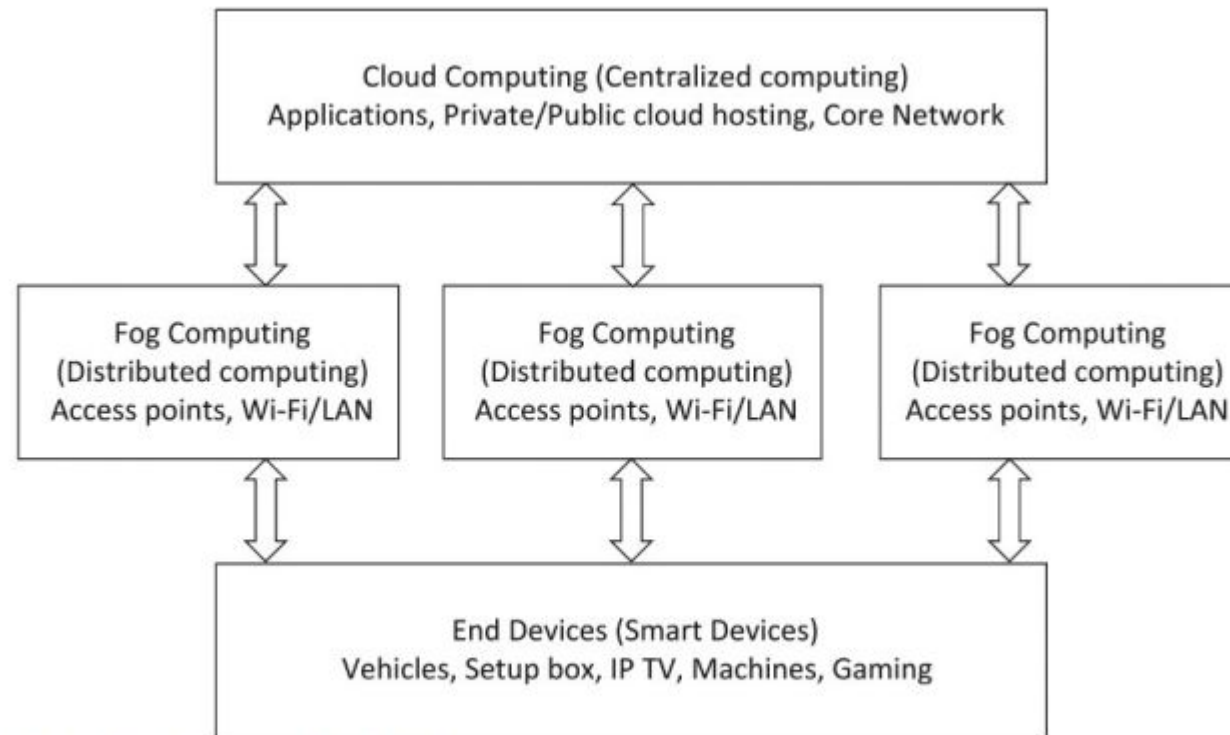 Cloud Computing (Centralized computing)
Applications, Private/Public cloud hosting, Core Network
Fog Computing
(Distributed computing)
Access points, Wi-Fi/LAN
Fog Computing
(Distributed computing)
Access points, Wi-Fi/LAN
Fog Computing
(Distributed computing)
Access points, Wi-Fi/LAN
End Devices (Smart Devices)
Vehicles, Setup box, IP TV, Machines, Gaming